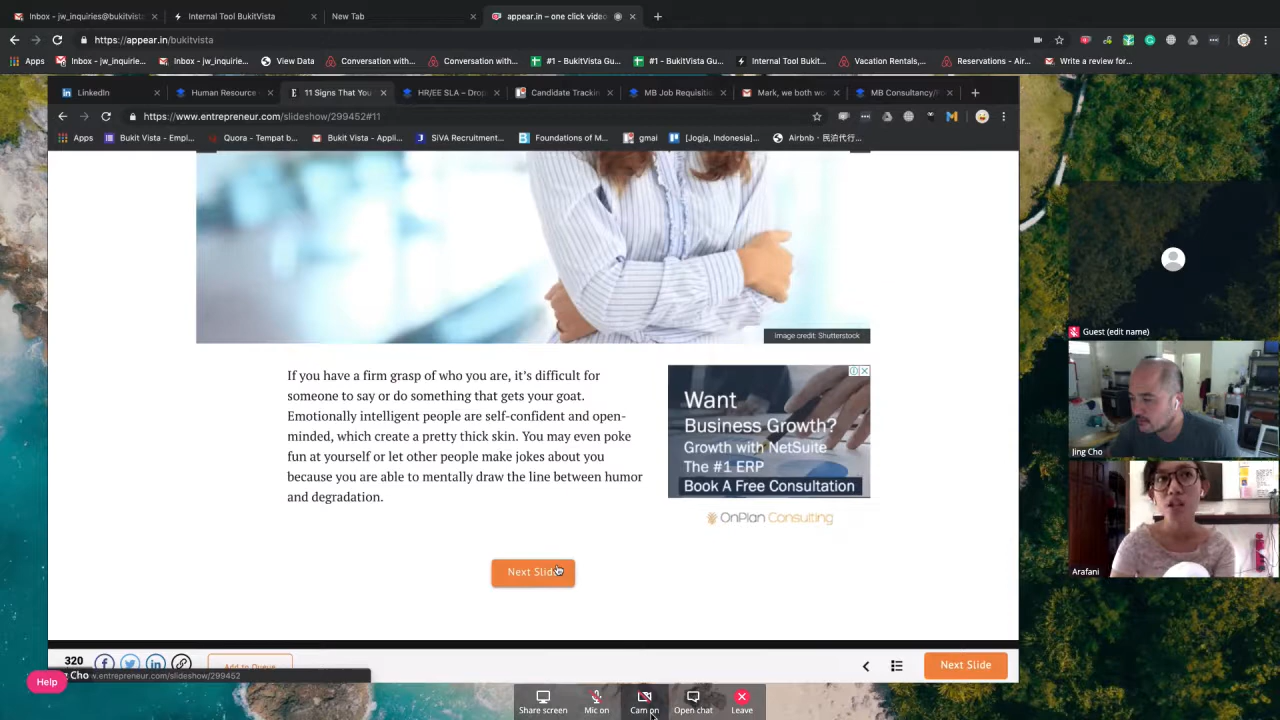 Inbox - jw_inquiries@bukitvist
Internal Tool BukitVista
New Tab
appear.in – one click video
https://appear.in/bukitvista
Apps
Inbox - jw_inquirie...
Inbox - jw_inquirie...
View Data
Conversation with...
Conversation with...
#1 - BukitVista Gu...
#1 - BukitVista Gu...
Internal Tool Bukit...
Vacation Rentals,...
Reservations - Air...
Write a review for...
LinkedIn
Human Resource
11 Signs That You
HR/EE SLA – Drop
Candidate Trackin
MB Job Requisiti
Mark, we both wo
MB Consultancy/F
https://www.entrepreneur.com/slideshow/299452#11
Apps
Bukit Vista - Empl...
Quora - Tempat b...
Bukit Vista - Appli...
SiVA Recruitment...
Foundations of M...
gmai
[Jogja, Indonesia]...
Airbnb · 民泊代行...
Image credit: Shutterstock
If you have a firm grasp of who you are, it's difficult for
someone to say or do something that gets your goat.
Emotionally intelligent people are self-confident and open-
minded, which create a pretty thick skin. You may even poke
fun at yourself or let other people make jokes about you
because you are able to mentally draw the line between humor
and degradation.
Want
Business Growth?
Growth with NetSuite
The #1 ERP
Book A Free Consultation
OnPlan Consulting
Next Slide
320
Add to Queue
Next Slide
Cho
w.entrepreneur.com/slideshow/299452
Help
Share screen
Mic on
Cam on
Open chat
Leave
Guest (edit name)
Jing Cho
Arafani